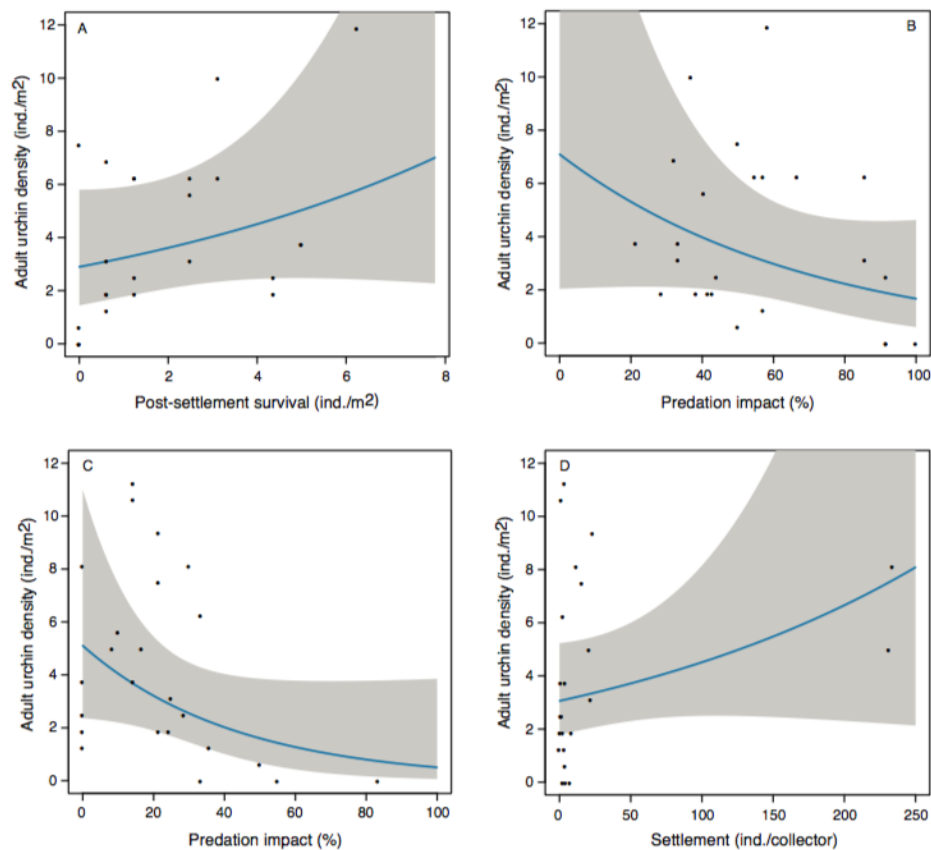 A
Adult urchin density (ind./m2)
12
10
8
6
4
2
0
0 2 4 6 8
Post-settlement survival (ind./m2)
B
Adult urchin density (ind./m2)
12
10
8
6
4
2
0
0 20 40 60 80 100
Predation impact (%)
C
Adult urchin density (ind./m2)
12
10
8
6
4
2
0
0 20 40 60 80 100
Predation impact (%)
D
Adult urchin density (ind./m2)
12
10
8
6
4
2
0
0 50 100 150 200 250
Settlement (ind./collector)